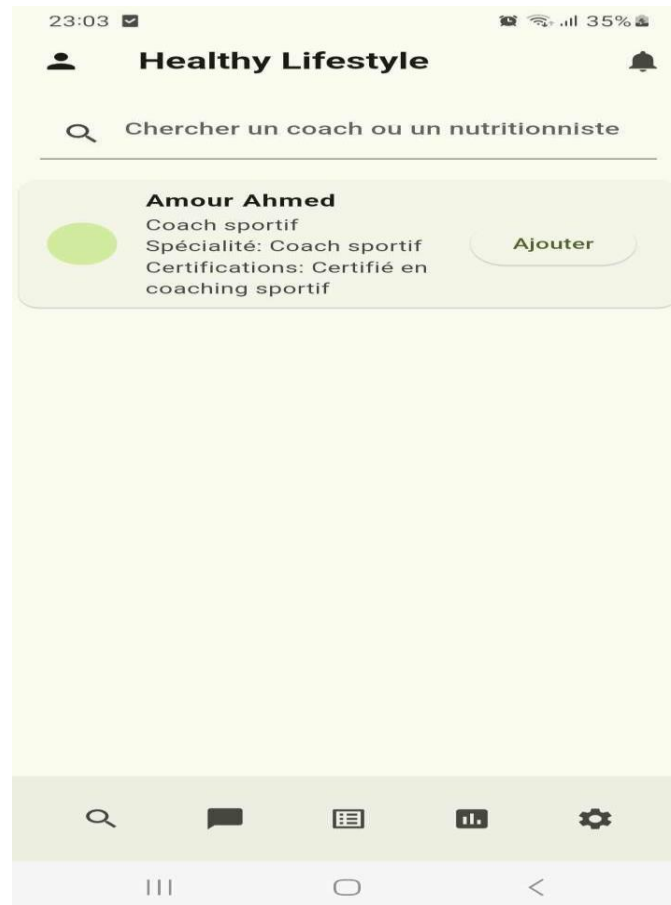 23:03 35%
Healthy Lifestyle
Chercher un coach ou un nutritionniste
Amour Ahmed
Coach sportif
Spécialité: Coach sportif
Certifications: Certifié en
coaching sportif
Ajouter